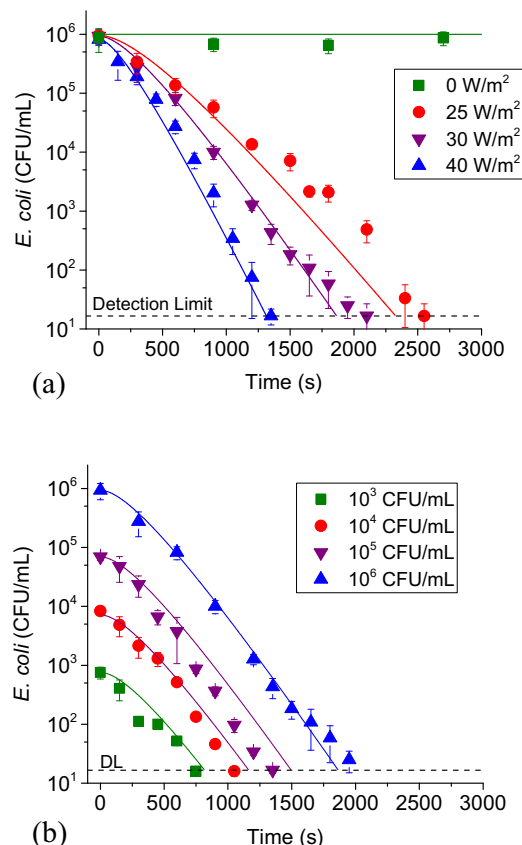 10⁶
10⁵
10⁴
10³
10²
10¹
E. coli (CFU/mL)
0 W/m²
25 W/m²
30 W/m²
40 W/m²
Detection Limit
0 500 1000 1500 2000 2500 3000
Time (s)
(a)
10⁶
10⁵
10⁴
10³
10²
10¹
E. coli (CFU/mL)
10³ CFU/mL
10⁴ CFU/mL
10⁵ CFU/mL
10⁶ CFU/mL
DL
0 500 1000 1500 2000 2500 3000
Time (s)
(b)